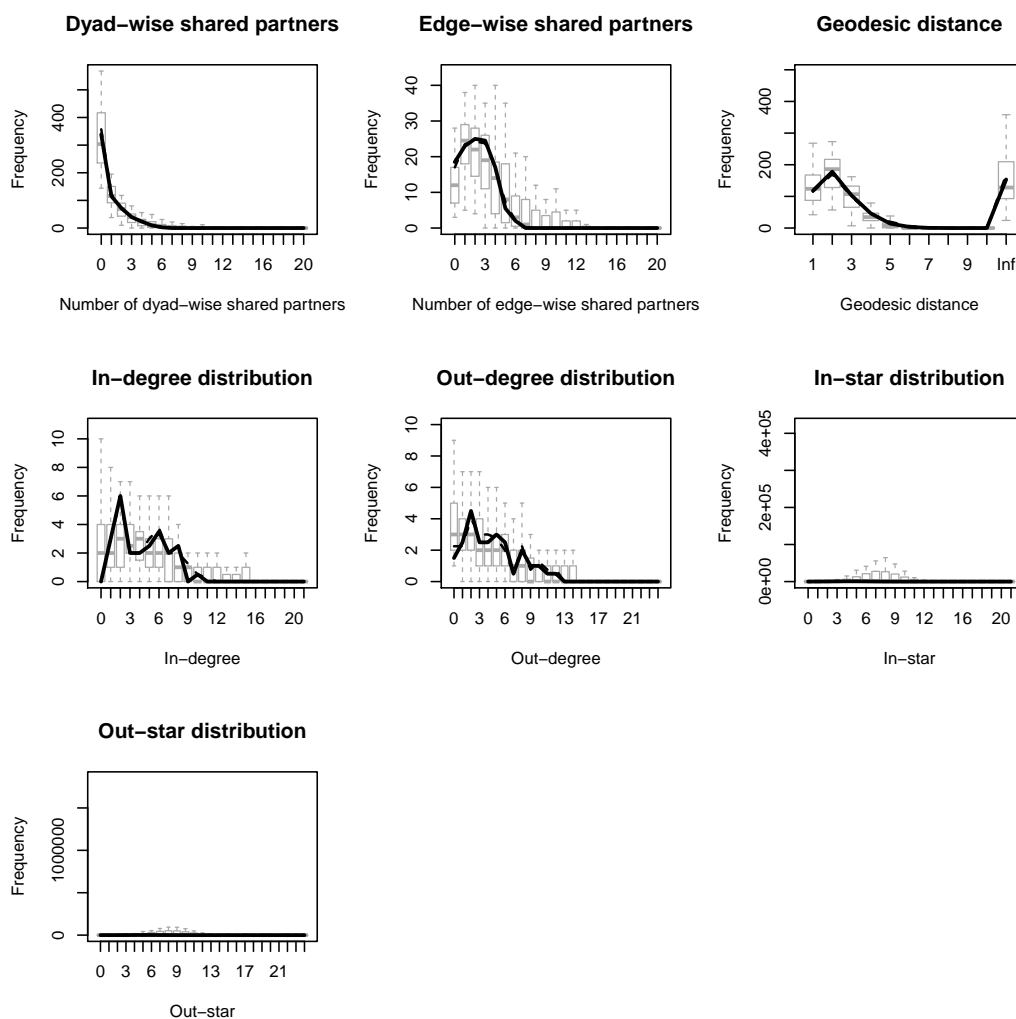 Dyad−wise shared partners
Frequency
0 200 400
0 3 6 9 12 16 20
Number of dyad−wise shared partners
Edge−wise shared partners
Frequency
0 10 20 30 40
0 3 6 9 12 16 20
Number of edge−wise shared partners
Geodesic distance
Frequency
0 200 400
1 3 5 7 9 Inf
Geodesic distance
In−degree distribution
Frequency
0 2 4 6 8 10
0 3 6 9 12 16 20
In−degree
Out−degree distribution
Frequency
0 2 4 6 8 10
0 3 6 9 13 17 21
Out−degree
In−star distribution
Frequency
0e+00 2e+05 4e+05
0 3 6 9 12 16 20
In−star
Out−star distribution
Frequency
0 1000000
0 3 6 9 13 17 21
Out−star